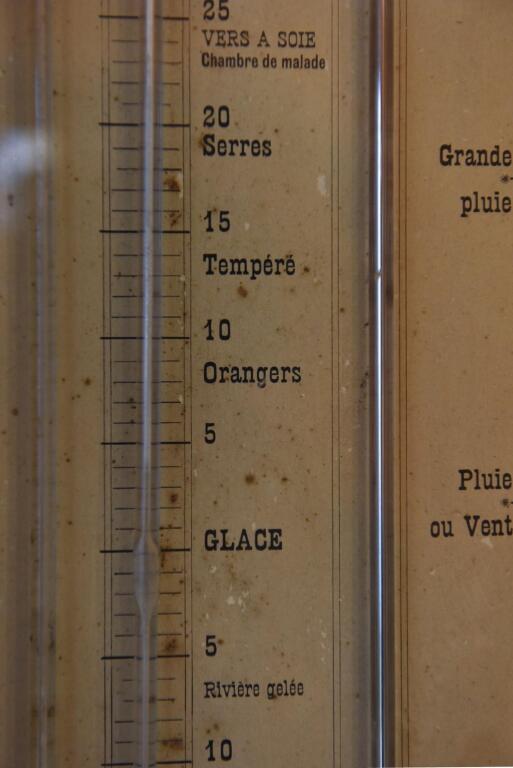 25
VERS A SOIE
Chambre de malade
20
Serres
15
Tempéré
10
Orangers
5
GLACE
5
Rivière gelée
10
Grande
pluie
Pluie
ou Vent